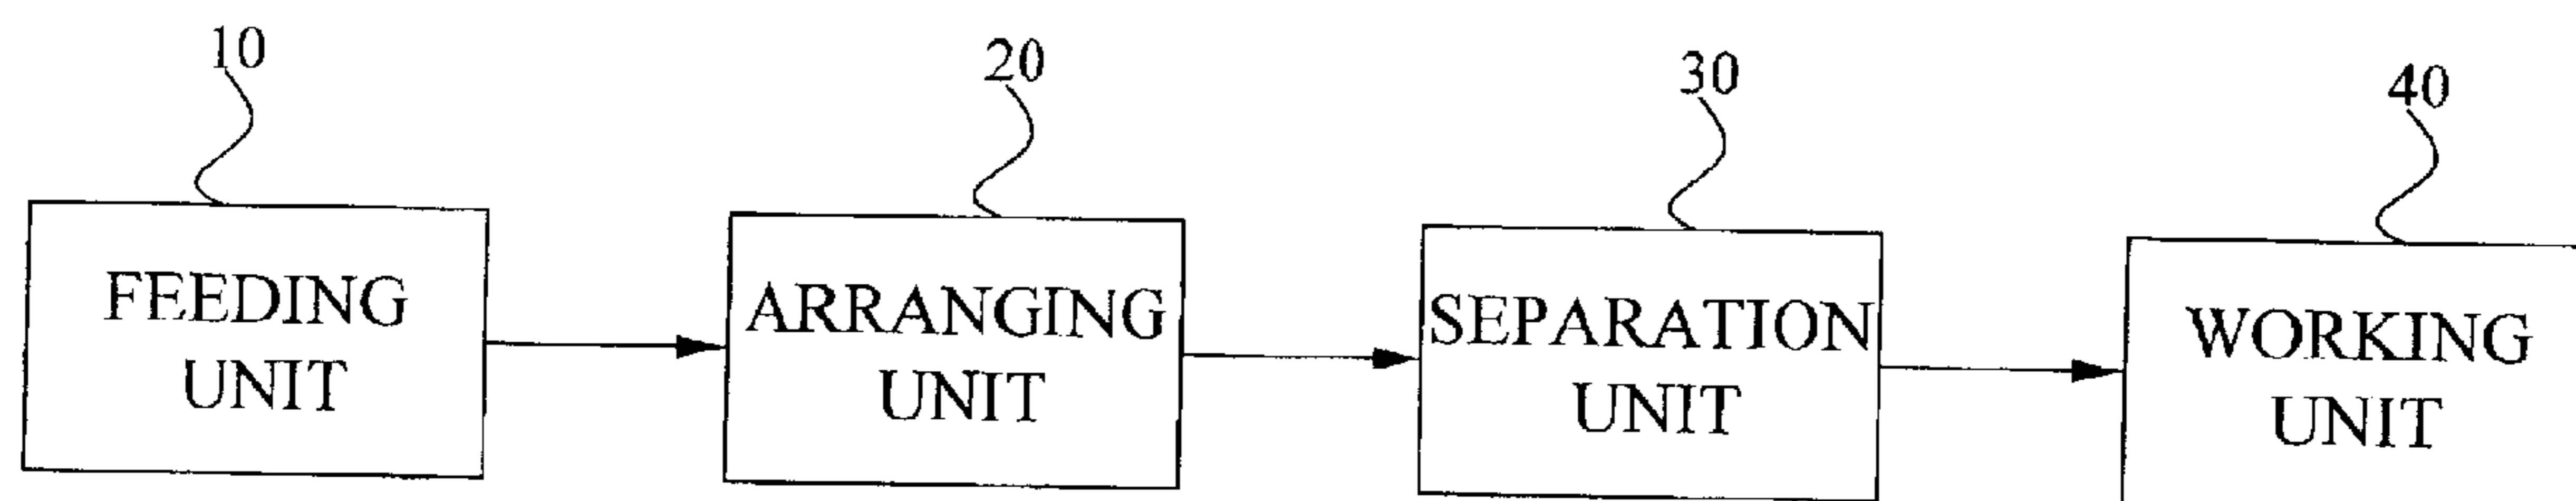 10
20
30
40
FEEDING
UNIT
ARRANGING
UNIT
SEPARATION
UNIT
WORKING
UNIT